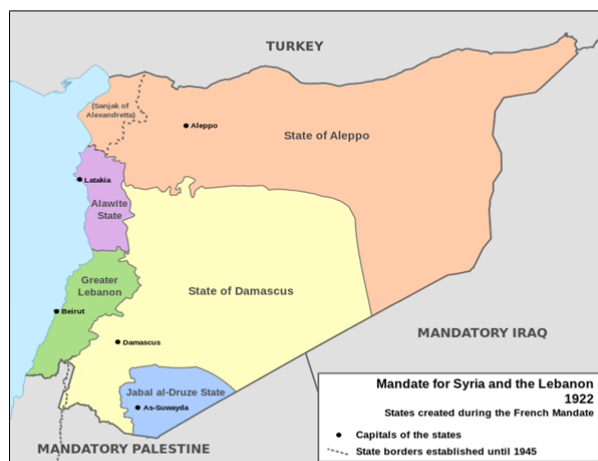 TURKEY
(Sanjak of
Alexandretta)
Aleppo
State of Aleppo
Latakia
Alawite
State
Greater
Lebanon
State of Damascus
Beirut
MANDATORY IRAQ
Damascus
Jabal al-Druze State
As-Suwayda
MANDATORY PALESTINE
Mandate for Syria and the Lebanon
1922
States created during the French Mandate
Capitals of the states
State borders established until 1945